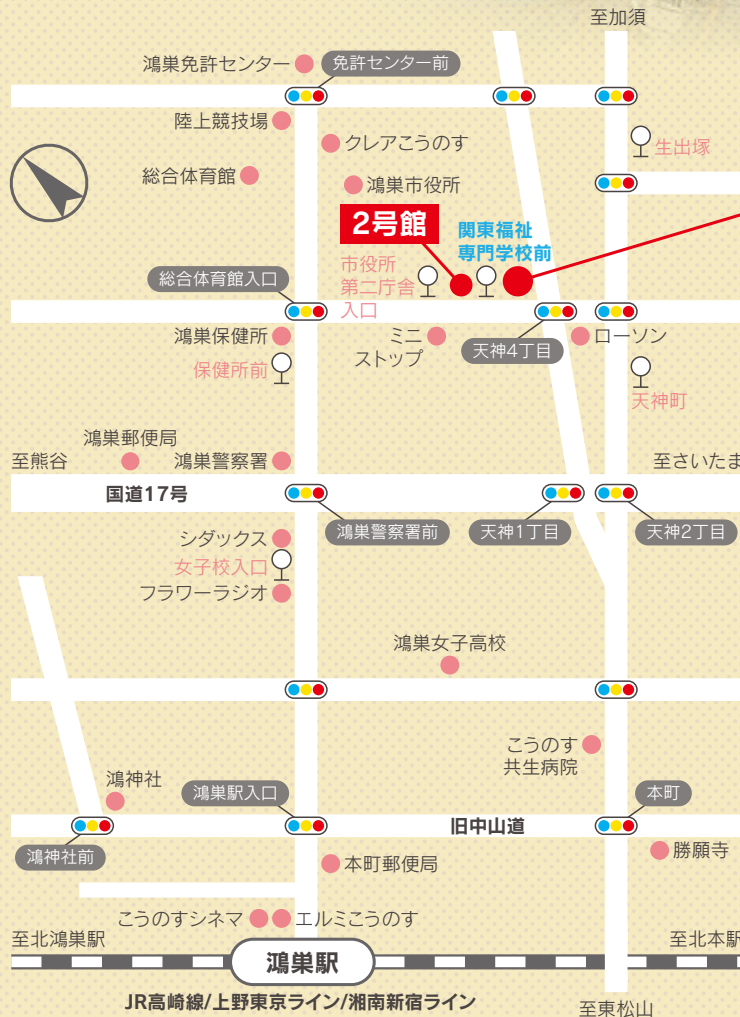 至加須
鴻巣免許センター
免許センター前
陸上競技場
クレアこうのす
生出塚
総合体育館
鴻巣市役所
2号館
関東福祉
専門学校前
市役所
第二庁舎
入口
総合体育館入口
鴻巣保健所
ミニ
ストップ
天神4丁目
ローソン
保健所前
天神町
鴻巣郵便局
至熊谷
鴻巣警察署
至さいたま
国道17号
鴻巣警察署前
天神1丁目
天神2丁目
シダックス
女子校入口
フラワーラジオ
鴻巣女子高校
こうのす
共生病院
鴻神社
鴻巣駅入口
本町
旧中山道
鴻神社前
本町郵便局
勝願寺
こうのすシネマ
エルミこうのす
至北鴻巣駅
鴻巣駅
至北本駅
JR高崎線/上野東京ライン/湘南新宿ライン
至東松山